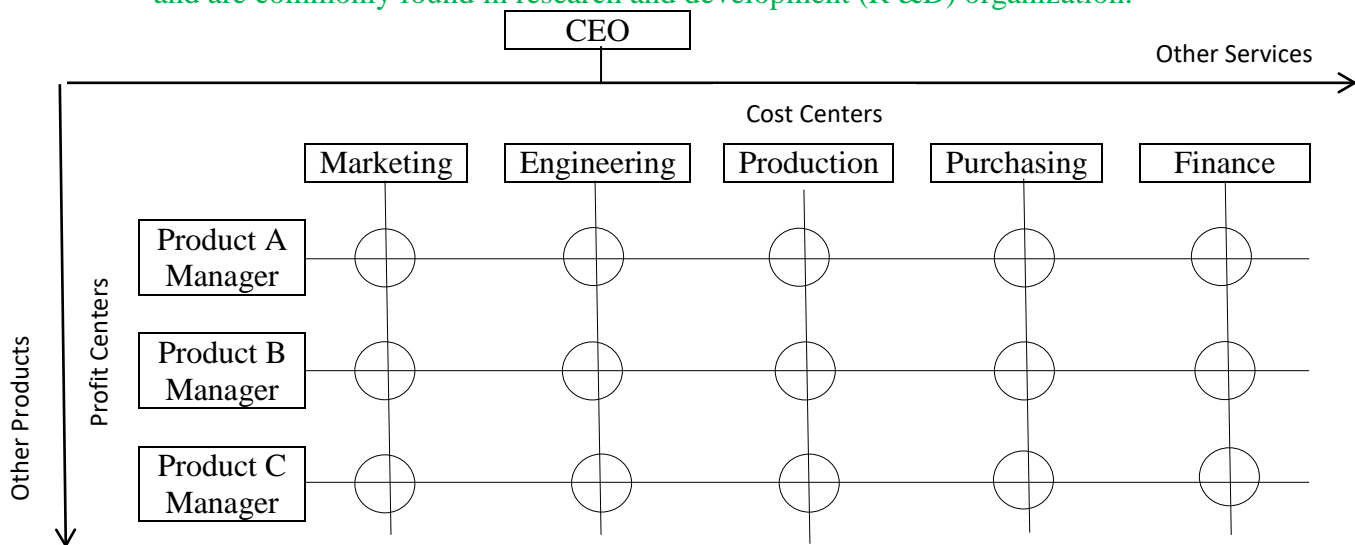 and are commonly found in research and development (R &D) organization.
CEO
Other Services
Cost Centers
Marketing
Engineering
Production
Purchasing
Finance
Product A
Manager
Product B
Manager
Product C
Manager
Profit Centers
Other Products